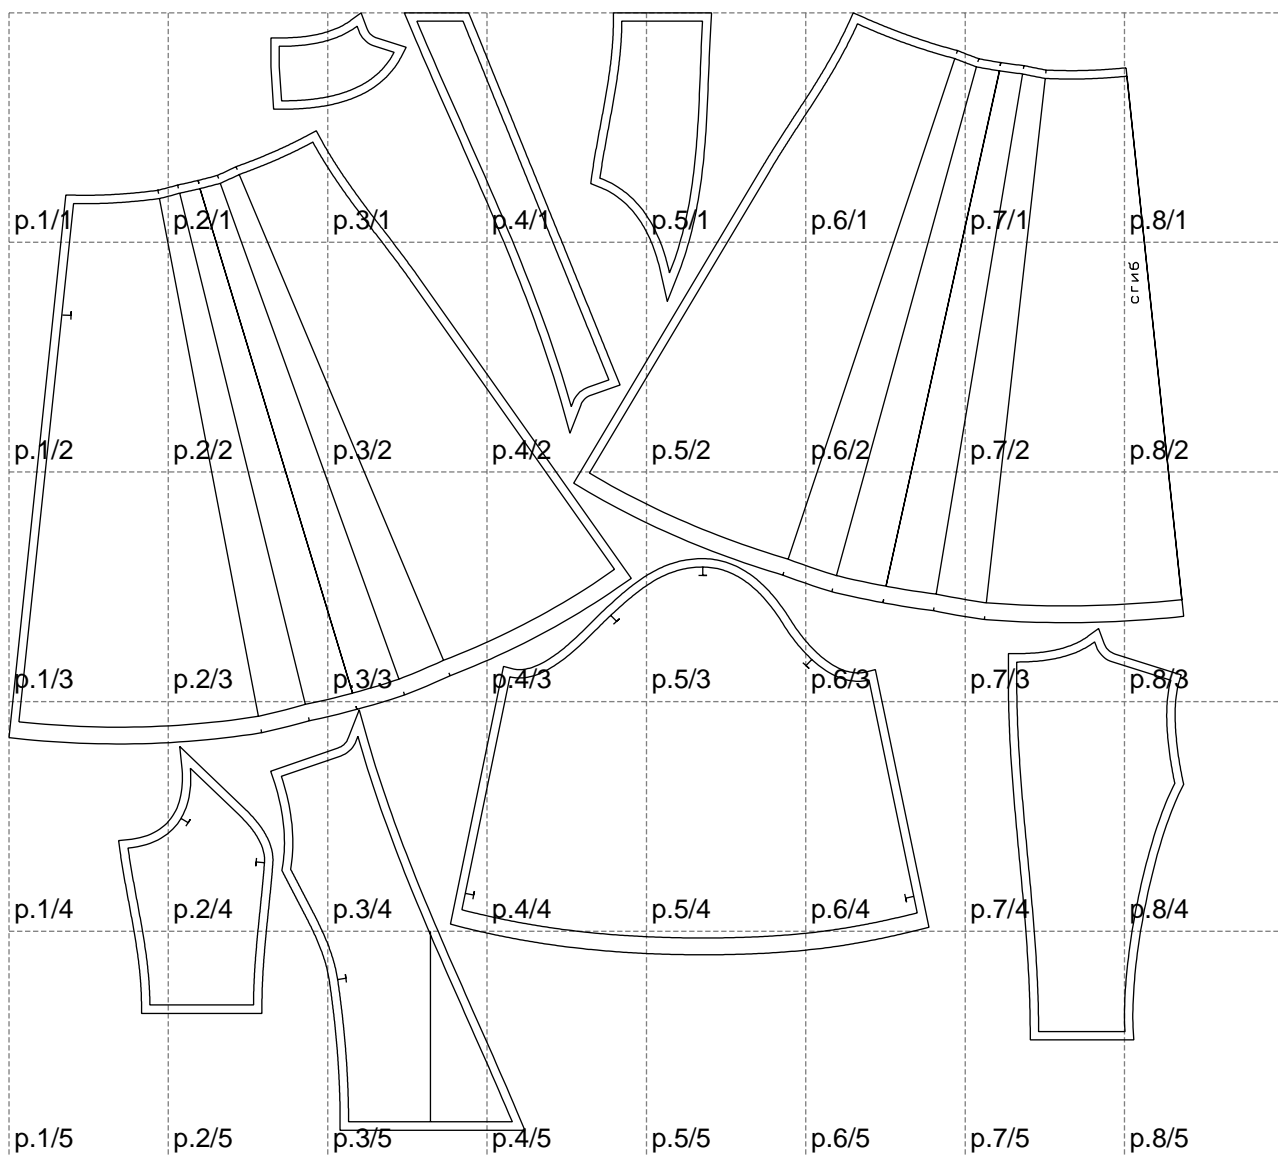 p.1/1 p.2/1 p.3/1 p.4/1 p.5/1 p.6/1 p.7/1 p.8/1
сгиб
p.1/2 p.2/2 p.3/2 p.4/2 p.5/2 p.6/2 p.7/2 p.8/2
p.1/3 p.2/3 p.3/3 p.4/3 p.5/3 p.6/3 p.7/3 p.8/3
p.1/4 p.2/4 p.3/4 p.4/4 p.5/4 p.6/4 p.7/4 p.8/4
p.1/5 p.2/5 p.3/5 p.4/5 p.5/5 p.6/5 p.7/5 p.8/5